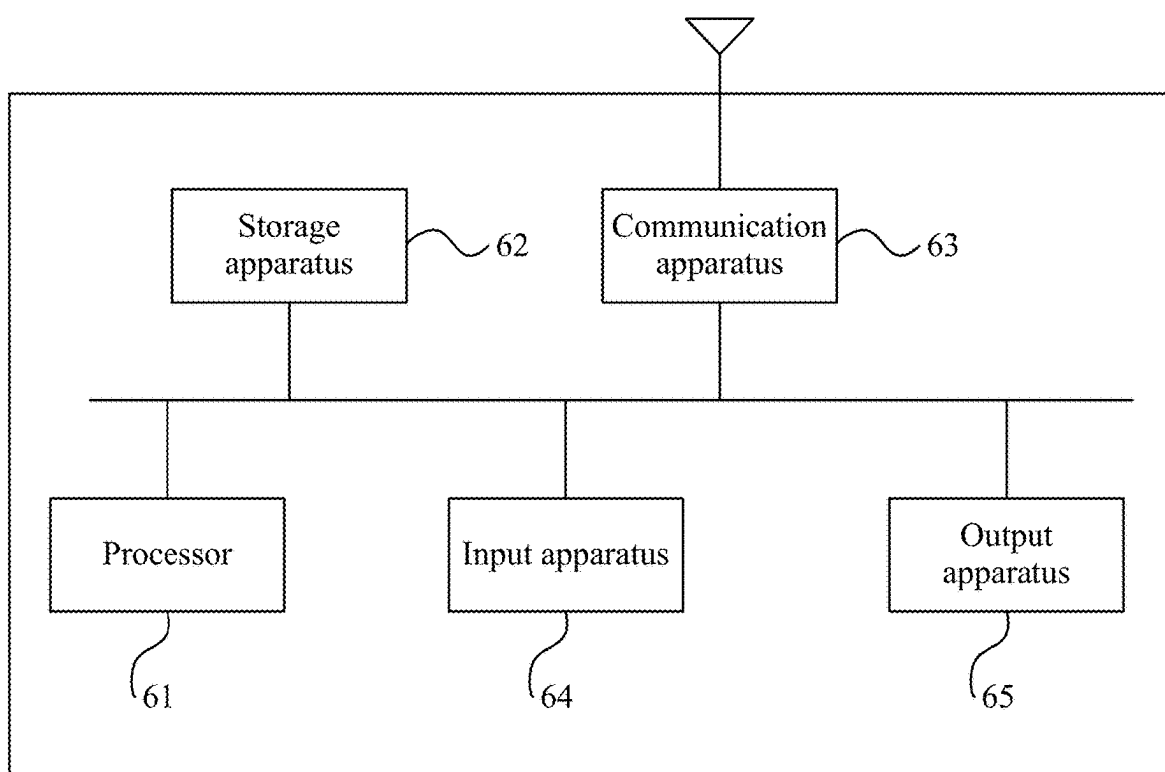 Storage
apparatus
62
Communication
apparatus
63
Processor
61
Input apparatus
64
Output
apparatus
65